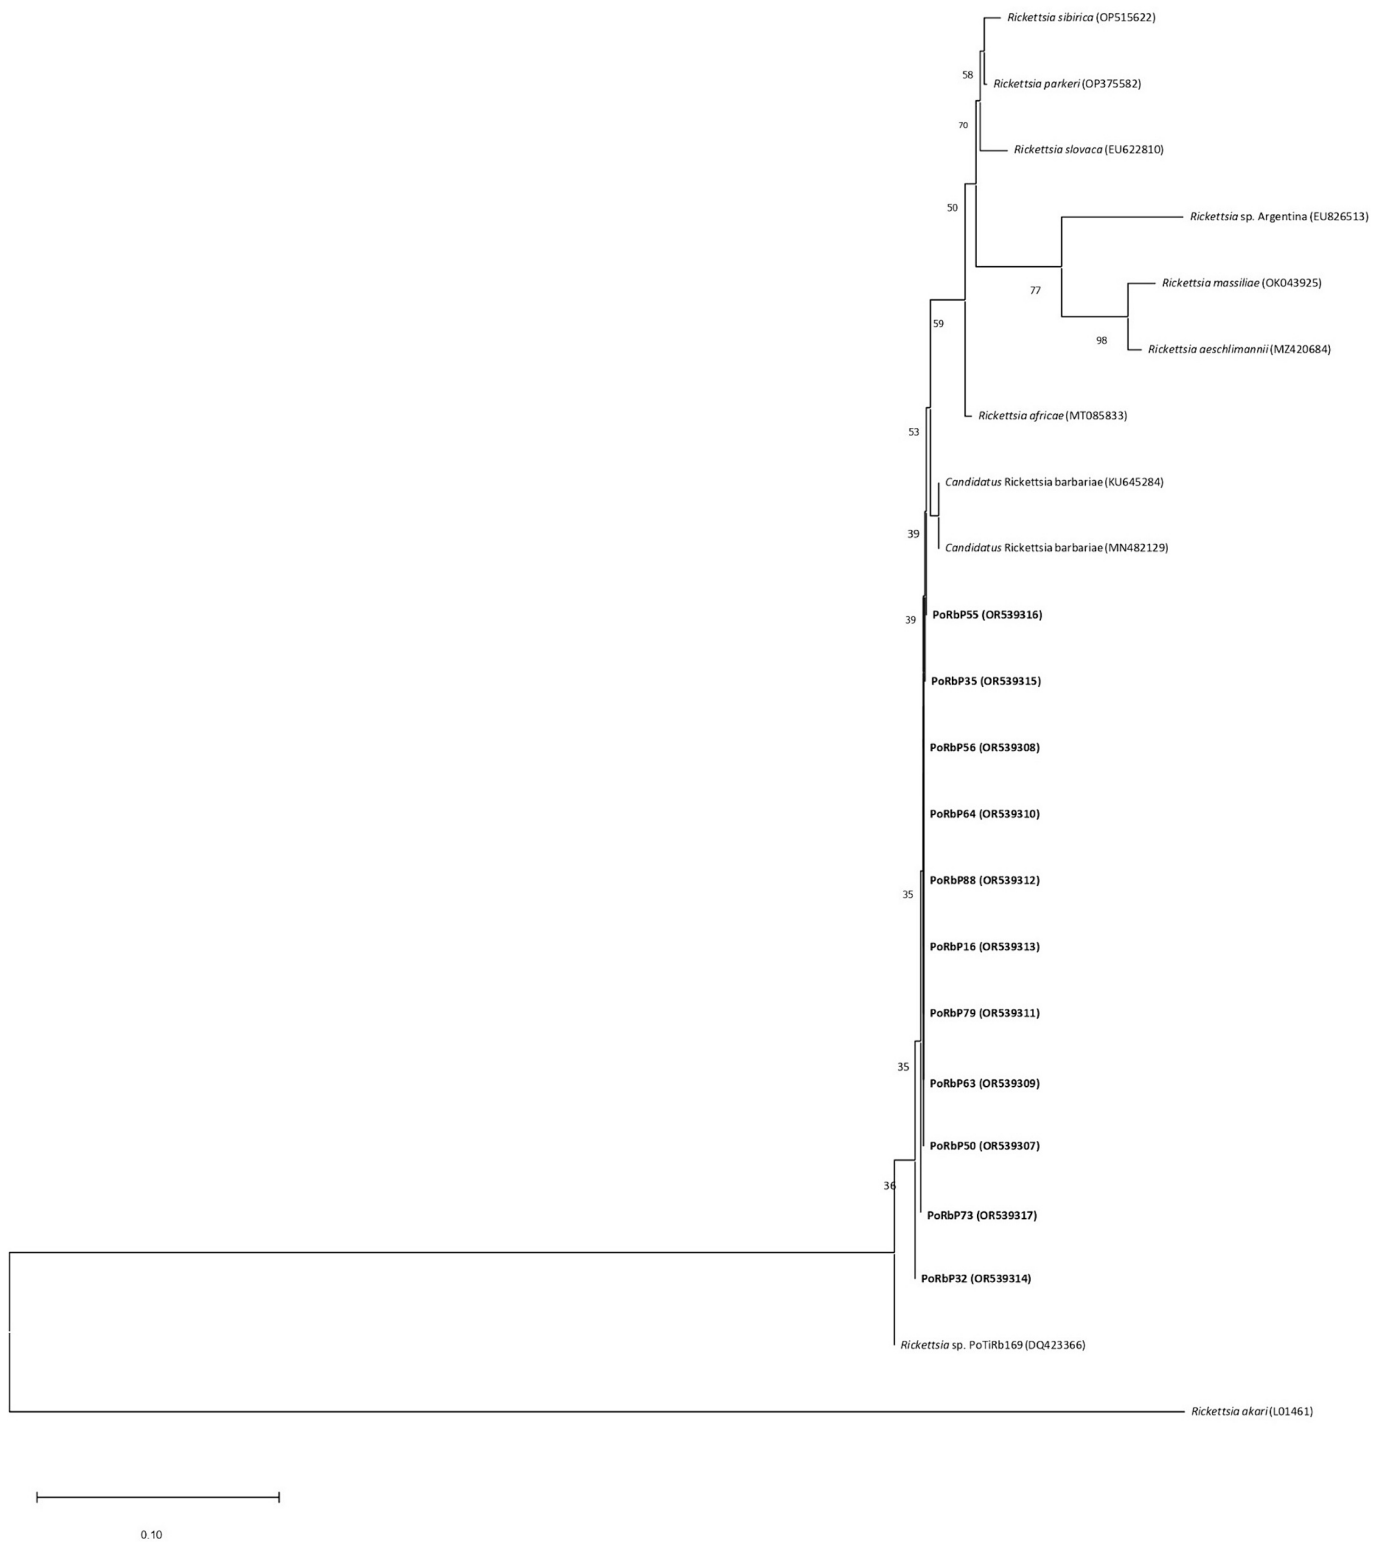 Rickettsia sibirica (OP515622)
58
Rickettsia parkeri (OP375582)
70
Rickettsia slovaca (EU622810)
50
Rickettsia sp. Argentina (EU826513)
77
Rickettsia massiliae (OK043925)
59
98
Rickettsia aeschlimannii (MZ420684)
Rickettsia africae (MT085833)
53
Candidatus Rickettsia barbariae (KU645284)
39
Candidatus Rickettsia barbariae (MN482129)
PoRbP55 (OR539316)
39
PoRbP35 (OR539315)
PoRbP56 (OR539308)
PoRbP64 (OR539310)
PoRbP88 (OR539312)
35
PoRbP16 (OR539313)
PoRbP79 (OR539311)
35
PoRbP63 (OR539309)
PoRbP50 (OR539307)
36
PoRbP73 (OR539317)
PoRbP32 (OR539314)
Rickettsia sp. PoTiRb169 (DQ423366)
Rickettsia akari (L01461)
0.10